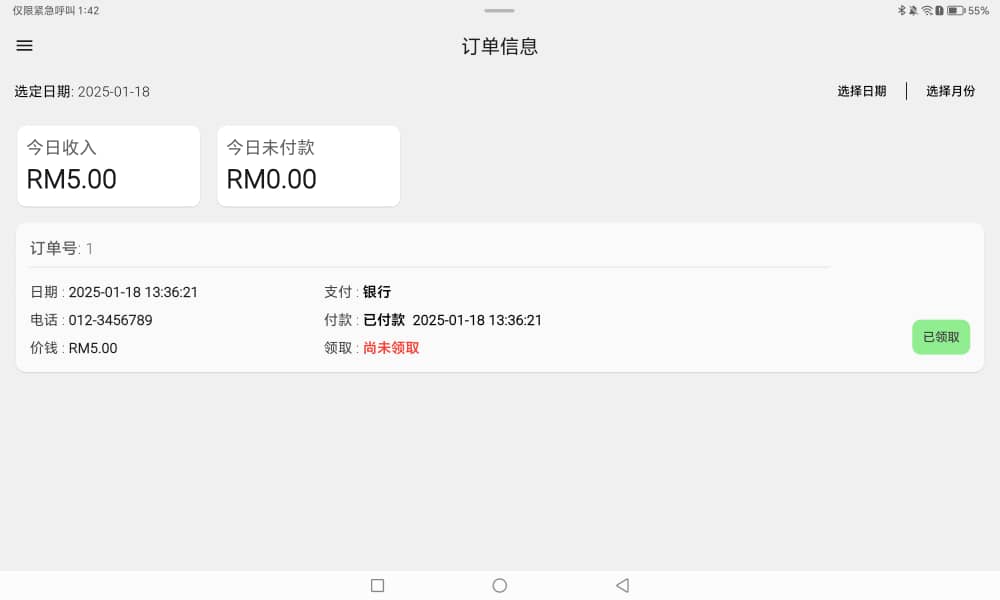 仅限紧急呼叫 1:42
55%
订单信息
选定日期: 2025-01-18
选择日期
选择月份
今日收入
RM5.00
今日未付款
RM0.00
订单号: 1
日期 : 2025-01-18 13:36:21
支付 : 银行
电话 : 012-3456789
付款 : 已付款 2025-01-18 13:36:21
价钱 : RM5.00
领取 : 尚未领取
已领取